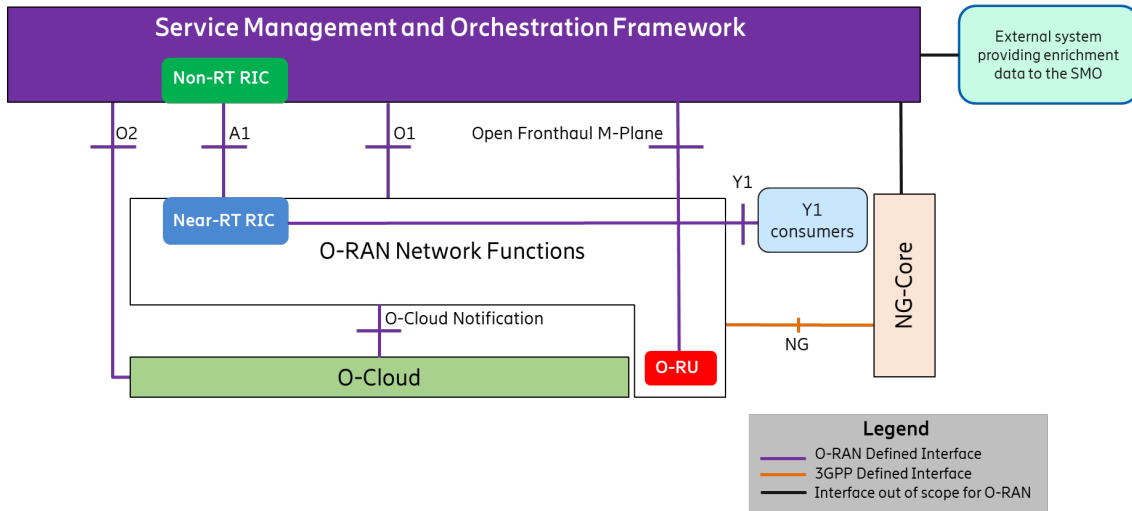 Service Management and Orchestration Framework
External system
providing enrichment
data to the SMO
Non-RT RIC
O2
A1
O1
Open Fronthaul M-Plane
Y1
Near-RT RIC
Y1
consumers
O-RAN Network Functions
NG-Core
O-Cloud Notification
NG
O-RU
O-Cloud
Legend
O-RAN Defined Interface
3GPP Defined Interface
Interface out of scope for O-RAN